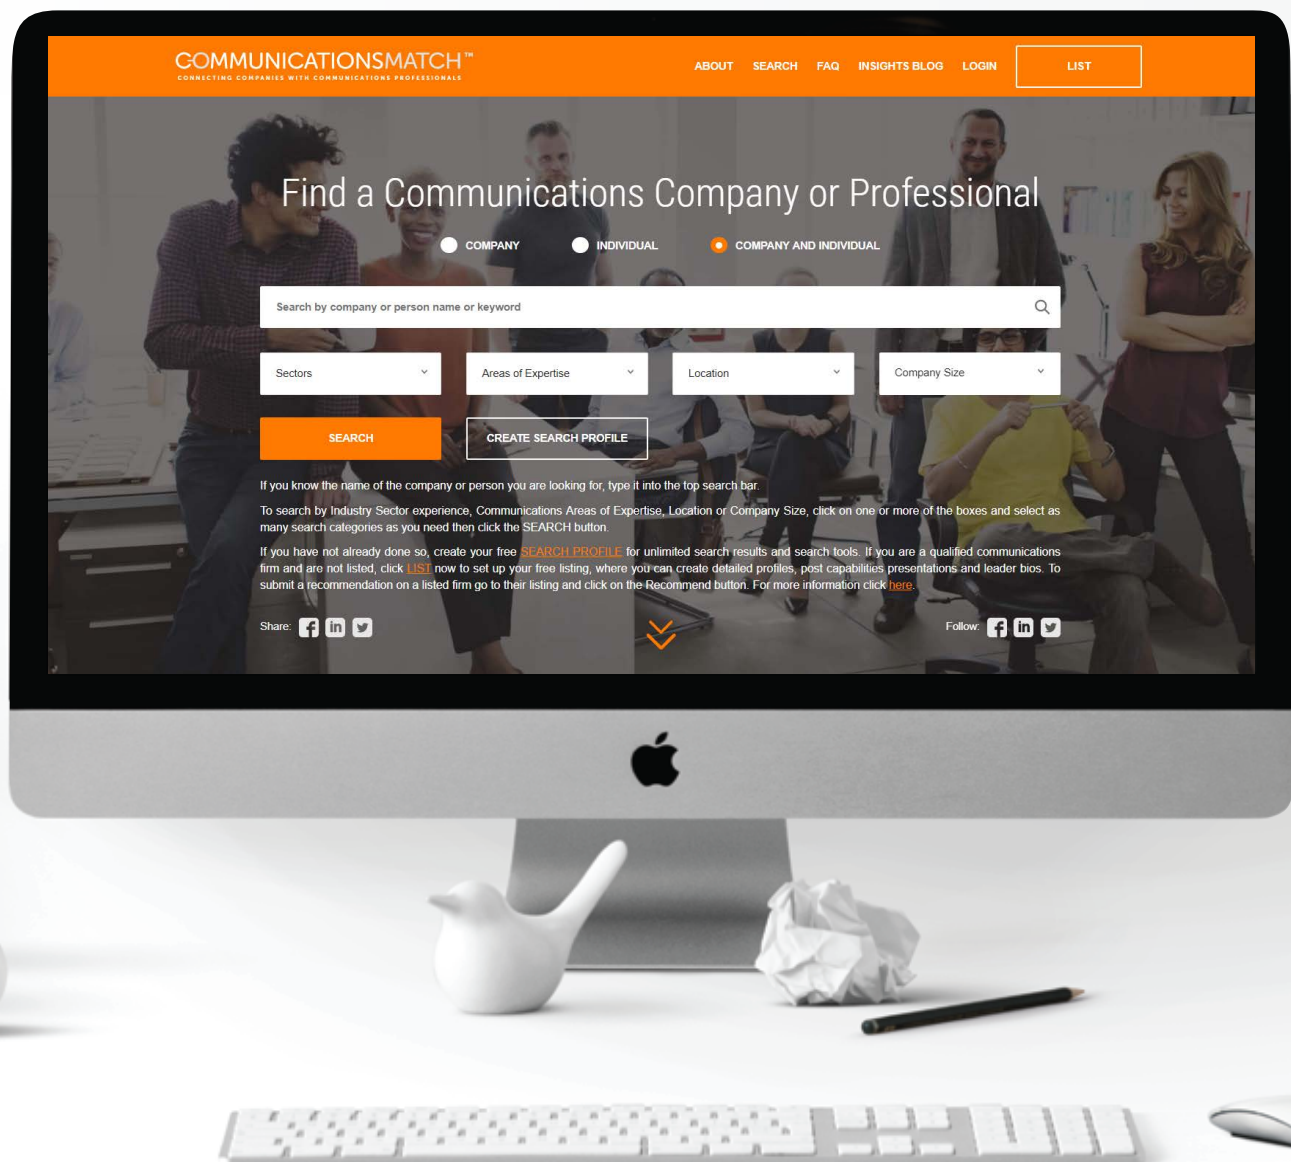 COMMUNICATIONSMATCH™
CONNECTING COMPANIES WITH COMMUNICATIONS PROFESSIONALS
ABOUT SEARCH FAQ INSIGHTS BLOG LOGIN LIST
Find a Communications Company or Professional
COMPANY INDIVIDUAL COMPANY AND INDIVIDUAL
Search by company or person name or keyword
Sectors Areas of Expertise Location Company Size
SEARCH CREATE SEARCH PROFILE
If you know the name of the company or person you are looking for, type it into the top search bar.
To search by Industry Sector experience, Communications Areas of Expertise, Location or Company Size, click on one or more of the boxes and select as
many search categories as you need then click the SEARCH button.
If you have not already done so, create your free SEARCH PROFILE for unlimited search results and search tools. If you are a qualified communications
firm and are not listed, click LIST now to set up your free listing, where you can create detailed profiles, post capabilities presentations and leader bios. To
submit a recommendation on a listed firm go to their listing and click on the Recommend button. For more information click here.
Share: f in Follow: f in